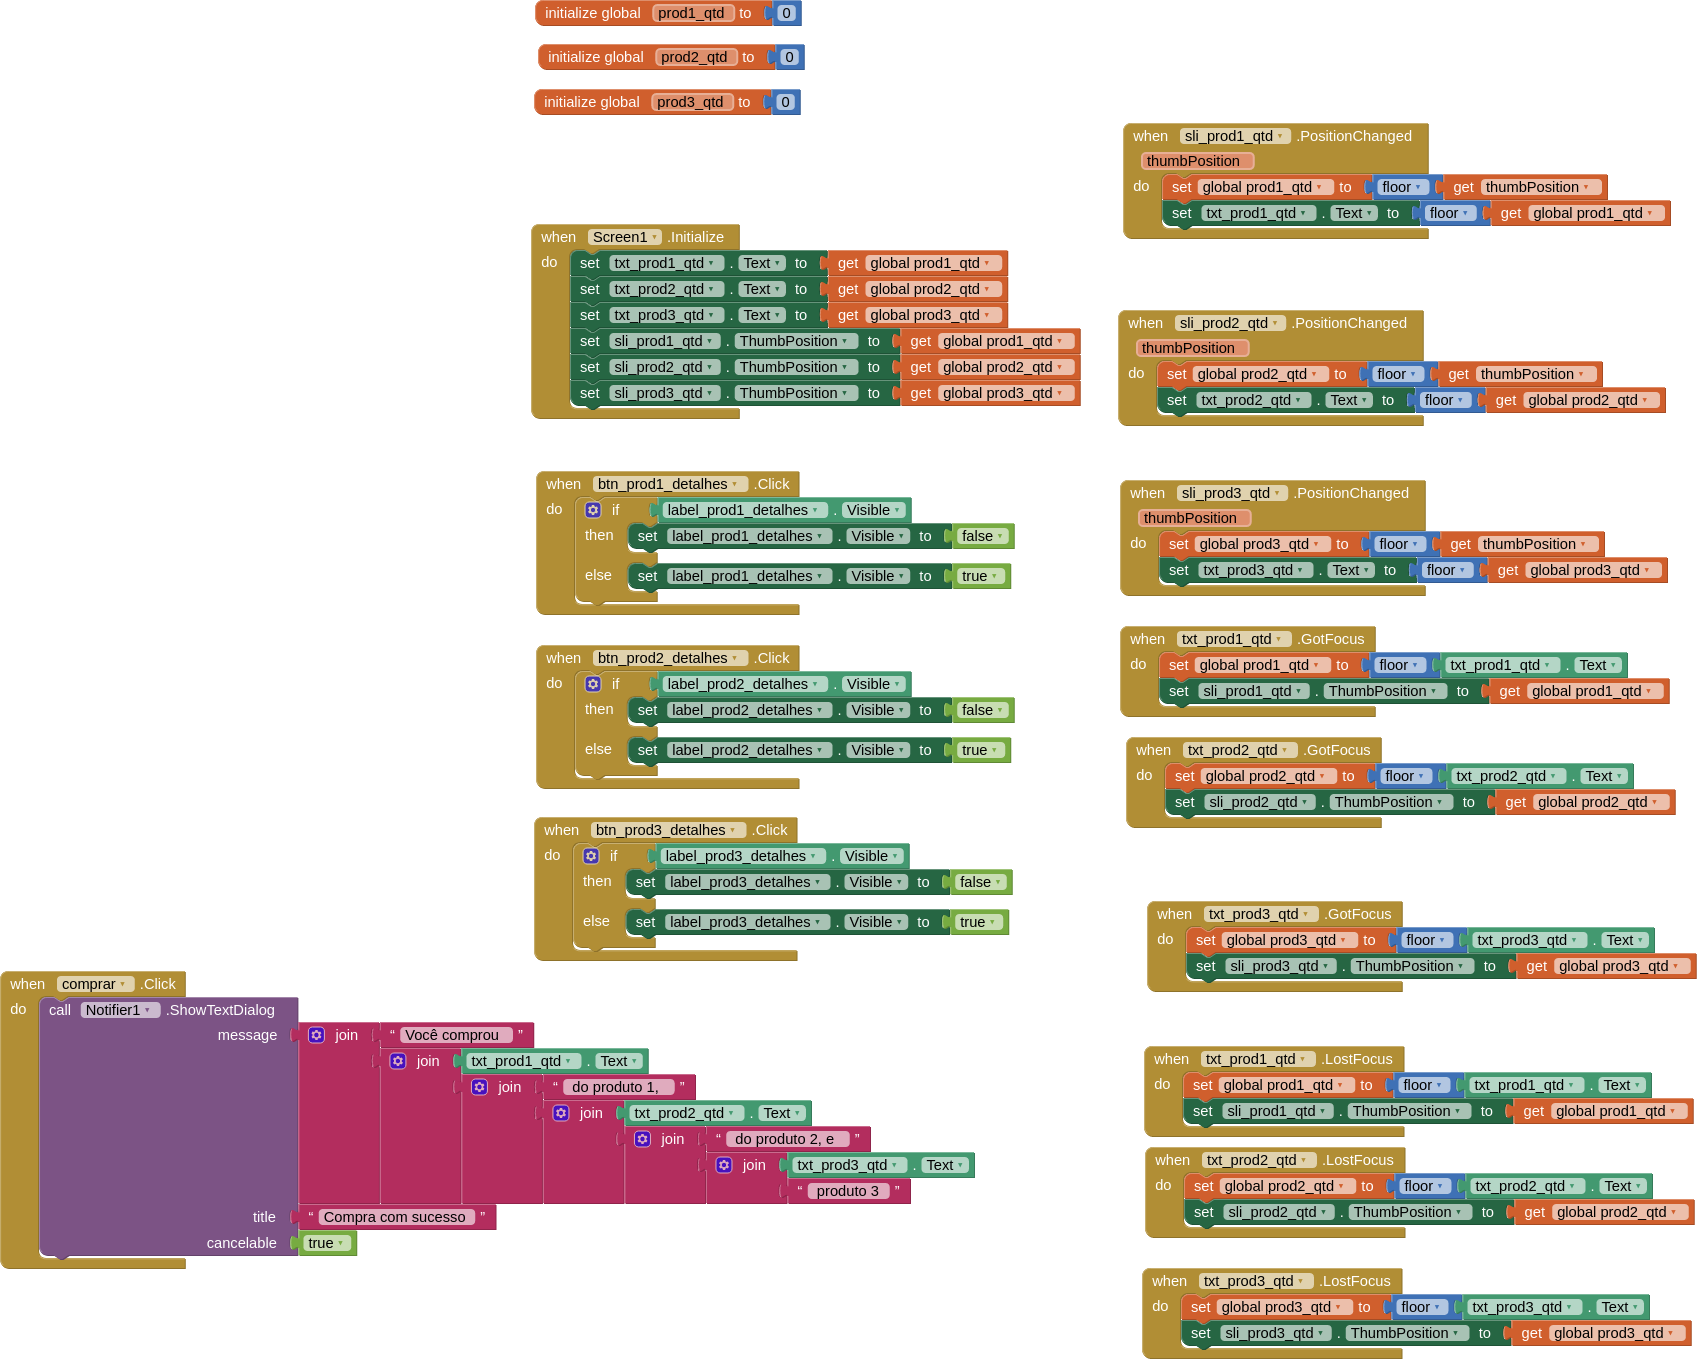 initialize global prod1_qtd to 0
initialize global prod2_qtd to 0
initialize global prod3_qtd to 0
when Screen1 .Initialize
do set txt_prod1_qtd . Text to get global prod1_qtd
set txt_prod2_qtd . Text to get global prod2_qtd
set txt_prod3_qtd . Text to get global prod3_qtd
set sli_prod1_qtd . ThumbPosition to get global prod1_qtd
set sli_prod2_qtd . ThumbPosition to get global prod2_qtd
set sli_prod3_qtd . ThumbPosition to get global prod3_qtd
when btn_prod1_detalhes .Click
do if label_prod1_detalhes . Visible
then set label_prod1_detalhes . Visible to false
else set label_prod1_detalhes . Visible to true
when btn_prod2_detalhes .Click
do if label_prod2_detalhes . Visible
then set label_prod2_detalhes . Visible to false
else set label_prod2_detalhes . Visible to true
when btn_prod3_detalhes .Click
do if label_prod3_detalhes . Visible
then set label_prod3_detalhes . Visible to false
else set label_prod3_detalhes . Visible to true
when comprar .Click
do call Notifier1 .ShowTextDialog
message join “ Você comprou ”
join txt_prod1_qtd . Text
join “ do produto 1, ”
join txt_prod2_qtd . Text
join “ do produto 2, e ”
join txt_prod3_qtd . Text
“ produto 3 ”
title “ Compra com sucesso ”
cancelable true
when sli_prod1_qtd .PositionChanged
thumbPosition
do set global prod1_qtd to floor get thumbPosition
set txt_prod1_qtd . Text to floor get global prod1_qtd
when sli_prod2_qtd .PositionChanged
thumbPosition
do set global prod2_qtd to floor get thumbPosition
set txt_prod2_qtd . Text to floor get global prod2_qtd
when sli_prod3_qtd .PositionChanged
thumbPosition
do set global prod3_qtd to floor get thumbPosition
set txt_prod3_qtd . Text to floor get global prod3_qtd
when txt_prod1_qtd .GotFocus
do set global prod1_qtd to floor txt_prod1_qtd . Text
set sli_prod1_qtd . ThumbPosition to get global prod1_qtd
when txt_prod2_qtd .GotFocus
do set global prod2_qtd to floor txt_prod2_qtd . Text
set sli_prod2_qtd . ThumbPosition to get global prod2_qtd
when txt_prod3_qtd .GotFocus
do set global prod3_qtd to floor txt_prod3_qtd . Text
set sli_prod3_qtd . ThumbPosition to get global prod3_qtd
when txt_prod1_qtd .LostFocus
do set global prod1_qtd to floor txt_prod1_qtd . Text
set sli_prod1_qtd . ThumbPosition to get global prod1_qtd
when txt_prod2_qtd .LostFocus
do set global prod2_qtd to floor txt_prod2_qtd . Text
set sli_prod2_qtd . ThumbPosition to get global prod2_qtd
when txt_prod3_qtd .LostFocus
do set global prod3_qtd to floor txt_prod3_qtd . Text
set sli_prod3_qtd . ThumbPosition to get global prod3_qtd